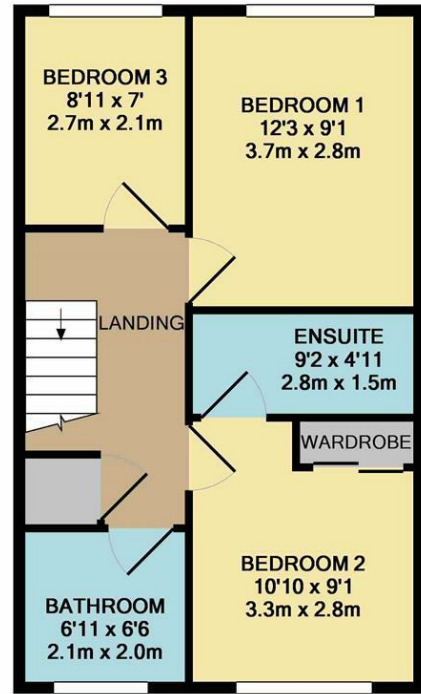 BEDROOM 3
8'11 x 7'
2.7m x 2.1m
BEDROOM 1
12'3 x 9'1
3.7m x 2.8m
LANDING
ENSUITE
9'2 x 4'11
2.8m x 1.5m
WARDROBE
BEDROOM 2
10'10 x 9'1
3.3m x 2.8m
BATHROOM
6'11 x 6'6
2.1m x 2.0m